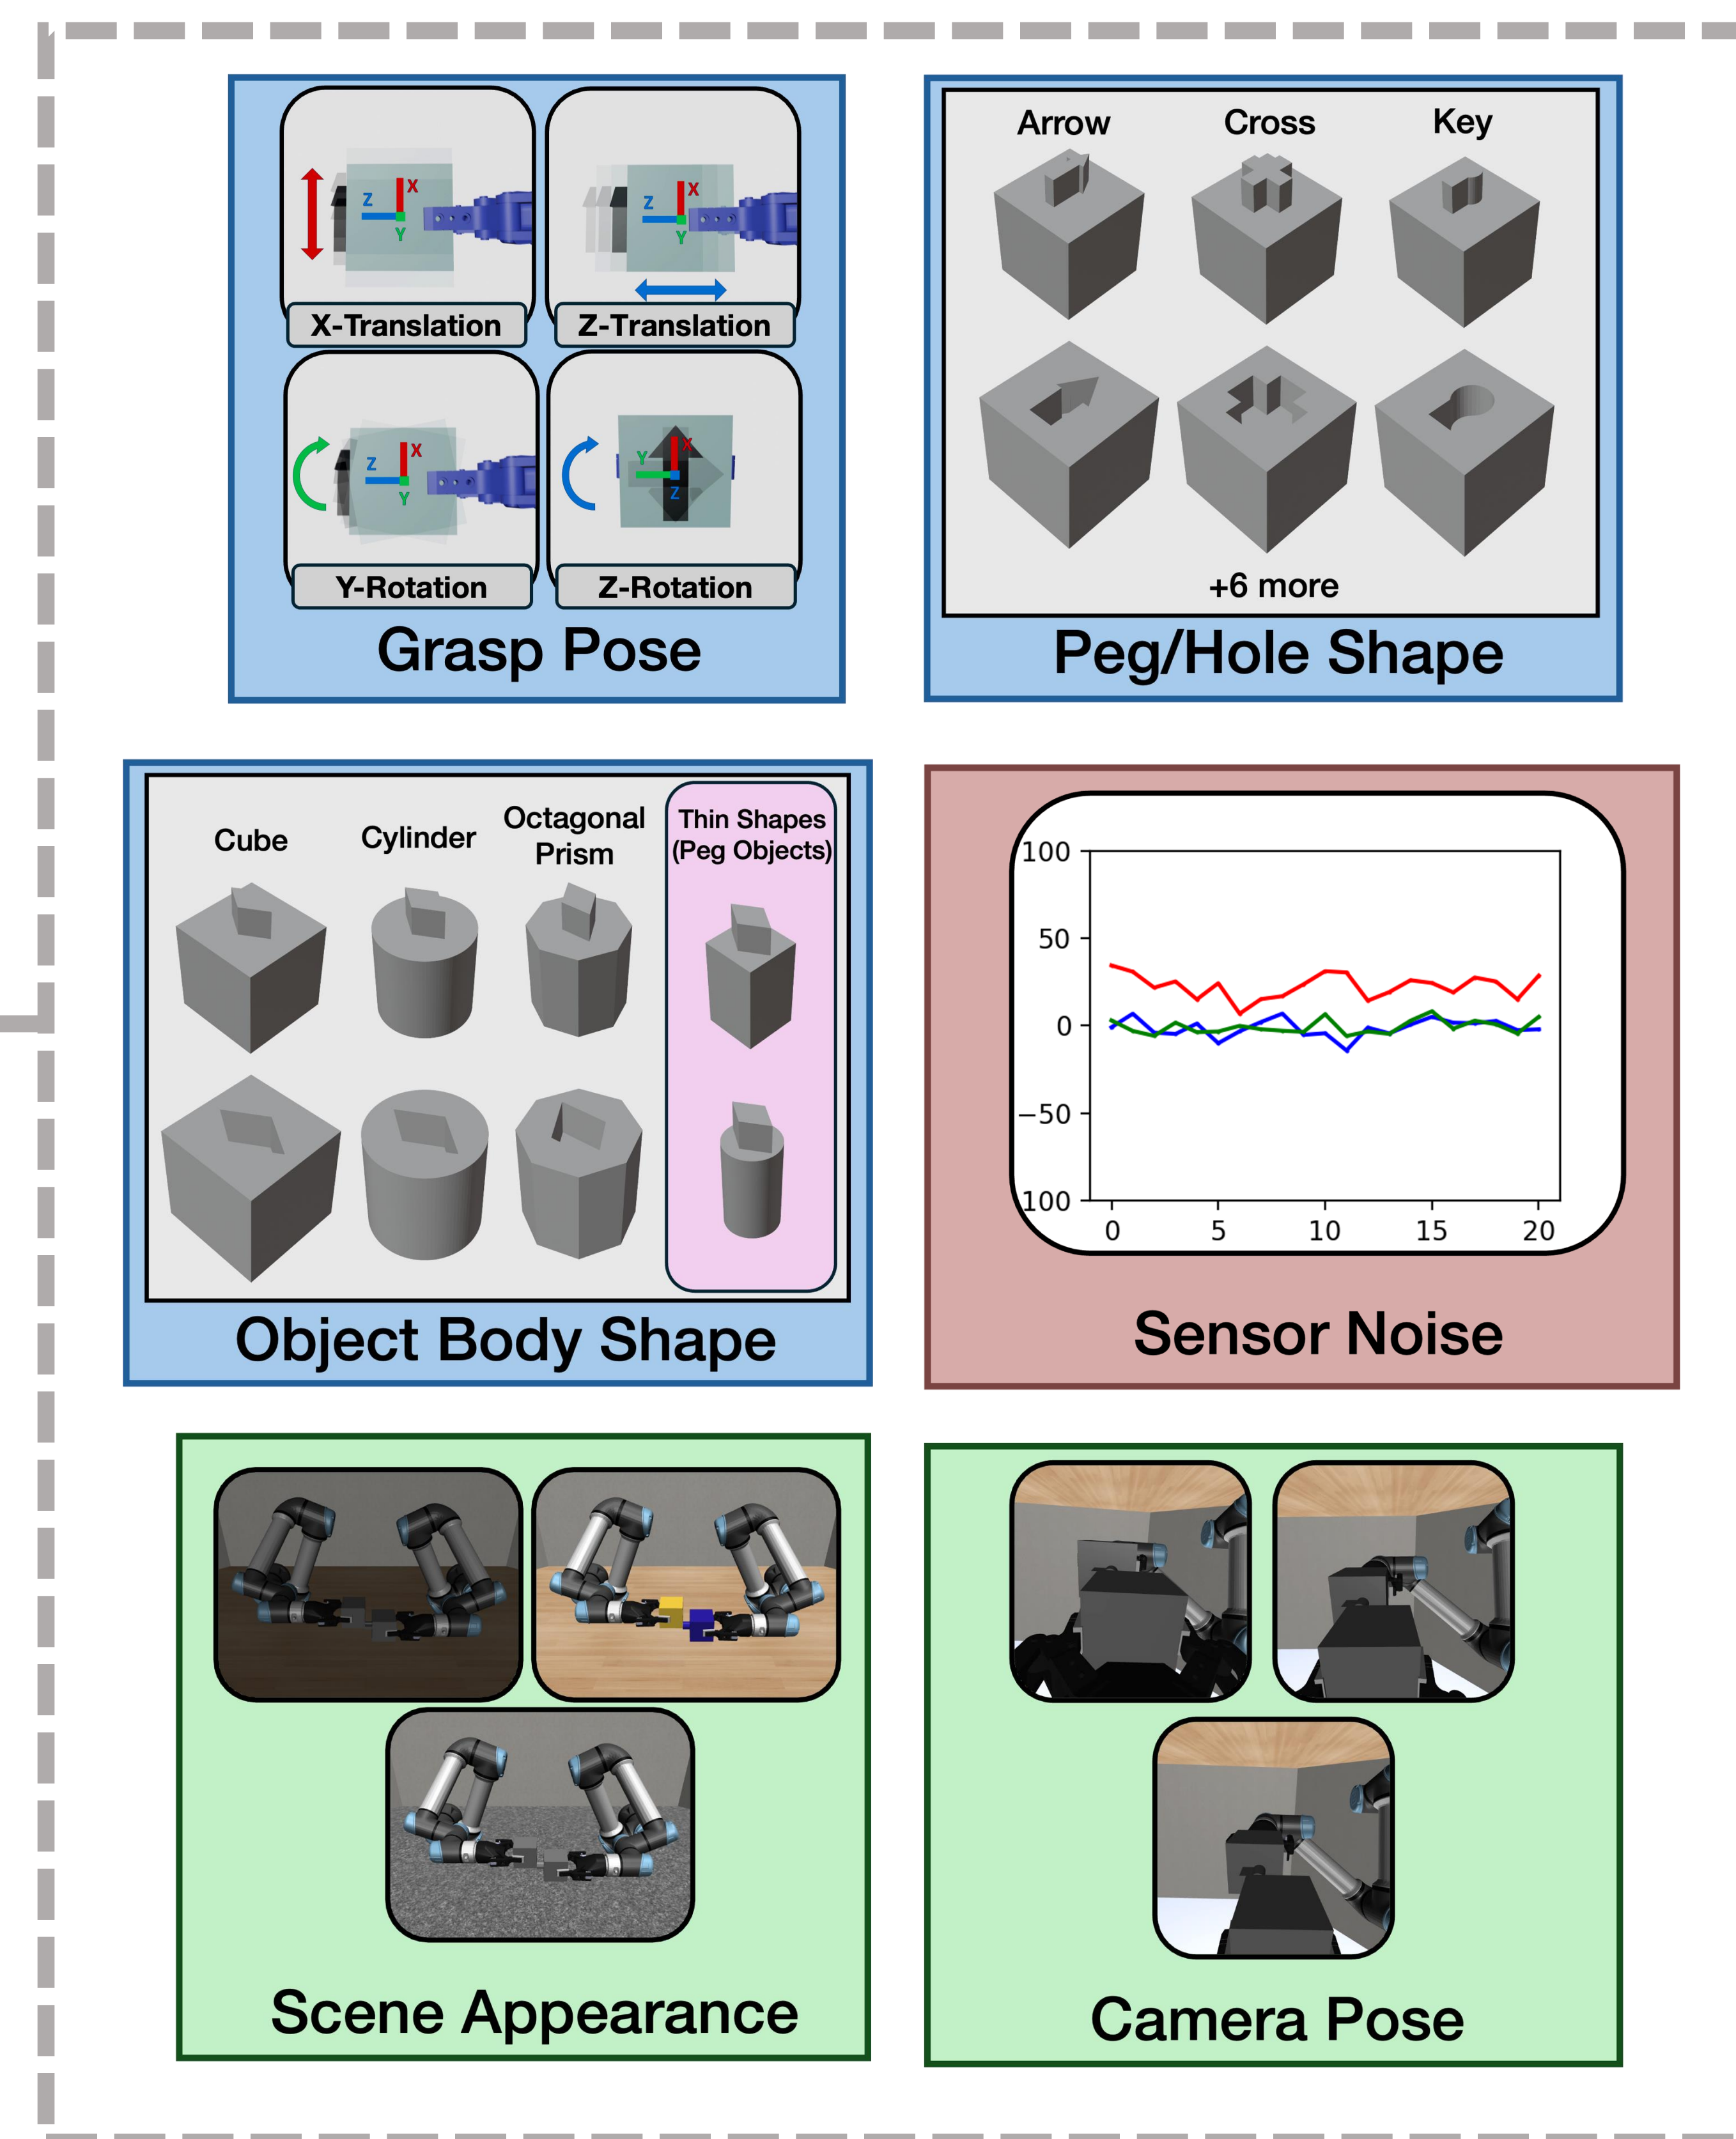 X
Z
Y
X-Translation
X
Z
Y
Z-Translation
X
Z
Y
Y-Rotation
X
Y
Z
Z-Rotation
Grasp Pose
Arrow
Cross
Key
+6 more
Peg/Hole Shape
Cube
Cylinder
Octagonal
Prism
Thin Shapes
(Peg Objects)
Object Body Shape
100
50
0
−50
100
0 5 10 15 20
Sensor Noise
Scene Appearance
Camera Pose